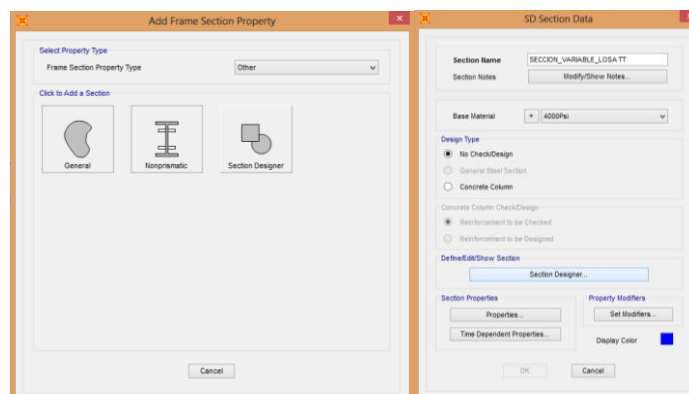 Add Frame Section Property
Select Property Type
Frame Section Property Type
Other
Click to Add a Section
General
Nonprismatic
Section Designer
Cancel
SD Section Data
Section Name
SECCION_VARIABLE_LOSA TT
Section Notes
Modify/Show Notes...
Base Material
+
4000Psi
Design Type
No Check/Design
General Steel Section
Concrete Column
Concrete Column Check/Design
Reinforcement to be Checked
Reinforcement to be Designed
Define/Edit/Show Section
Section Designer...
Section Properties
Properties...
Time Dependent Properties...
Property Modifiers
Set Modifiers...
Display Color
OK
Cancel